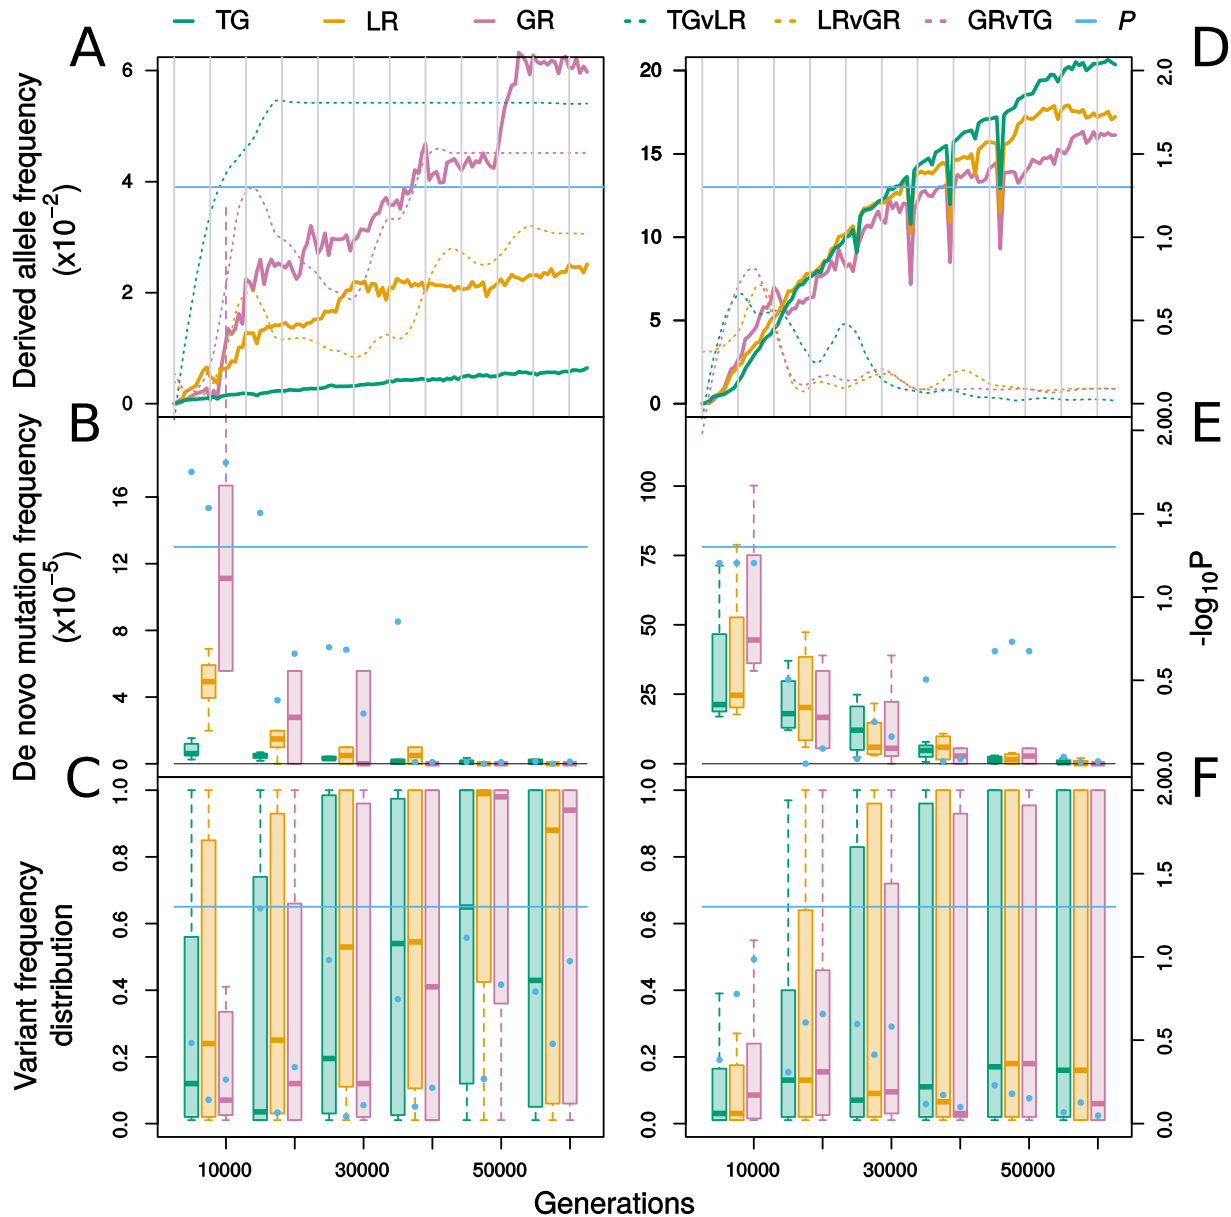 TG LR GR TGvLR LRvGR GRvTG P
A D
6 4 2 0
Derived allele frequency
(x10⁻²)
20 15 10 5 0
2.0 1.5 1.0 0.5 0.0
B E
16 12 8 4 0
De novo mutation frequency
(x10⁻⁵)
100 75 50 25 0
2.0 1.5 1.0 0.5 0.0
-log₁₀P
C F
1.0 0.8 0.6 0.4 0.2 0.0
Variant frequency
distribution
1.0 0.8 0.6 0.4 0.2 0.0
2.0 1.5 1.0 0.5 0.0
10000 30000 50000 10000 30000 50000
Generations